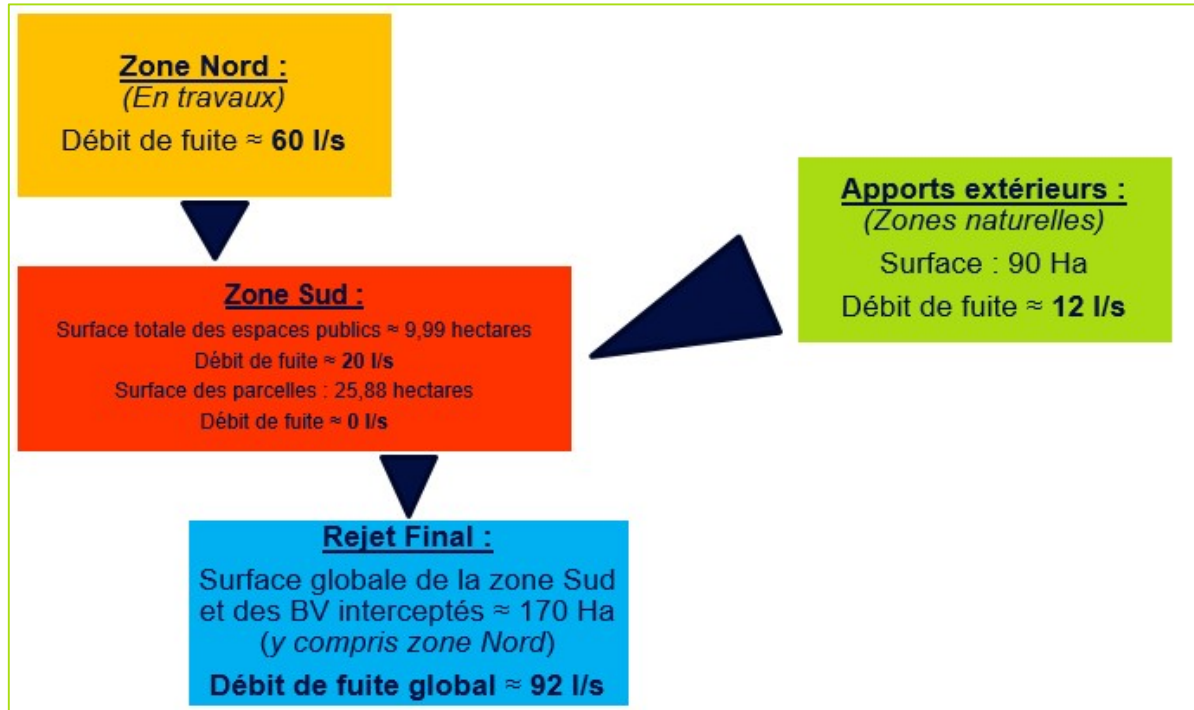 Zone Nord :
(En travaux)
Débit de fuite ≈ 60 l/s
Apports extérieurs :
(Zones naturelles)
Surface : 90 Ha
Débit de fuite ≈ 12 l/s
Zone Sud :
Surface totale des espaces publics ≈ 9,99 hectares
Débit de fuite ≈ 20 l/s
Surface des parcelles : 25,88 hectares
Débit de fuite ≈ 0 l/s
Rejet Final :
Surface globale de la zone Sud
et des BV interceptés ≈ 170 Ha
(y compris zone Nord)
Débit de fuite global ≈ 92 l/s